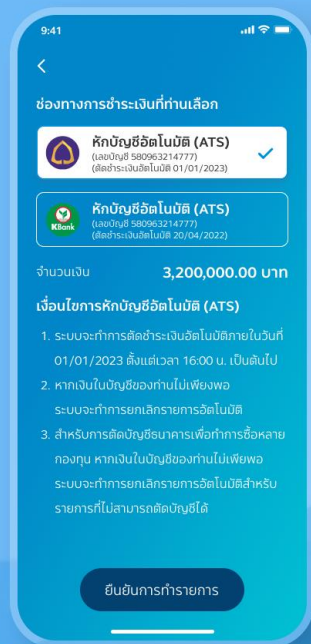 9:41
ช่องทางการชำระเงินที่ท่านเลือก
หักบัญชีอัตโนมัติ (ATS)
(เลขบัญชี 580963214777)
(ตัดชำระเงินอัตโนมัติ 01/01/2023)
หักบัญชีอัตโนมัติ (ATS)
(เลขบัญชี 580963214777)
(ตัดชำระเงินอัตโนมัติ 20/04/2022)
KBank
จำนวนเงิน 3,200,000.00 บาท
เงื่อนไขการหักบัญชีอัตโนมัติ (ATS)
1. ระบบจะทำการตัดชำระเงินอัตโนมัติภายในวันที่
01/01/2023 ตั้งแต่เวลา 16:00 น. เป็นต้นไป
2. หากเงินในบัญชีของท่านไม่เพียงพอ
ระบบจะทำการยกเลิกรายการอัตโนมัติ
3. สำหรับการตัดบัญชีธนาคารเพื่อทำการซื้อหลาย
กองทุน หากเงินในบัญชีของท่านไม่เพียพอ
ระบบจะทำการยกเลิกรายการอัตโนมัติสำหรับ
รายการที่ไม่สามารถตัดบัญชีได้
ยืนยันการทำรายการ